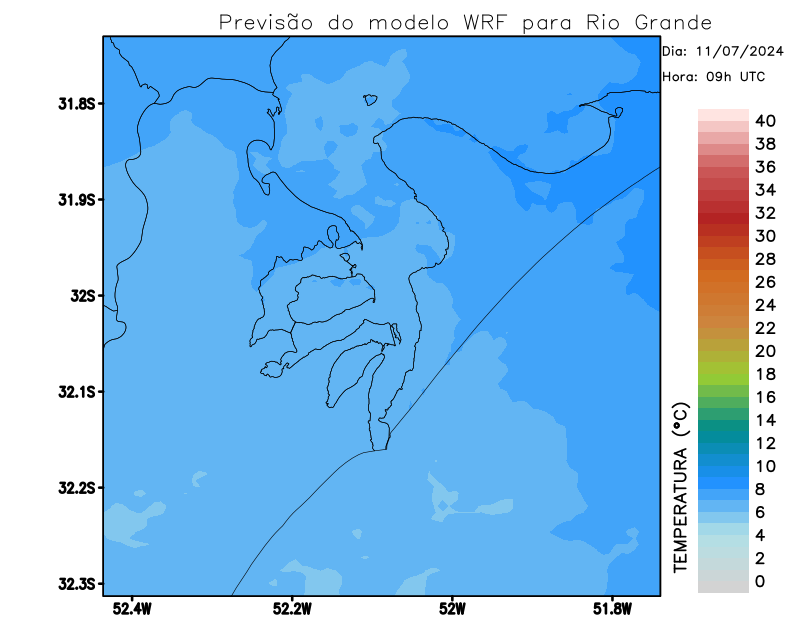 Previsão do modelo WRF para Rio Grande
Dia: 11/07/2024
Hora: 09h UTC
31.8S
31.9S
32S
32.1S
32.2S
32.3S
52.4W
52.2W
52W
51.8W
TEMPERATURA (°C)
40
38
36
34
32
30
28
26
24
22
20
18
16
14
12
10
8
6
4
2
0